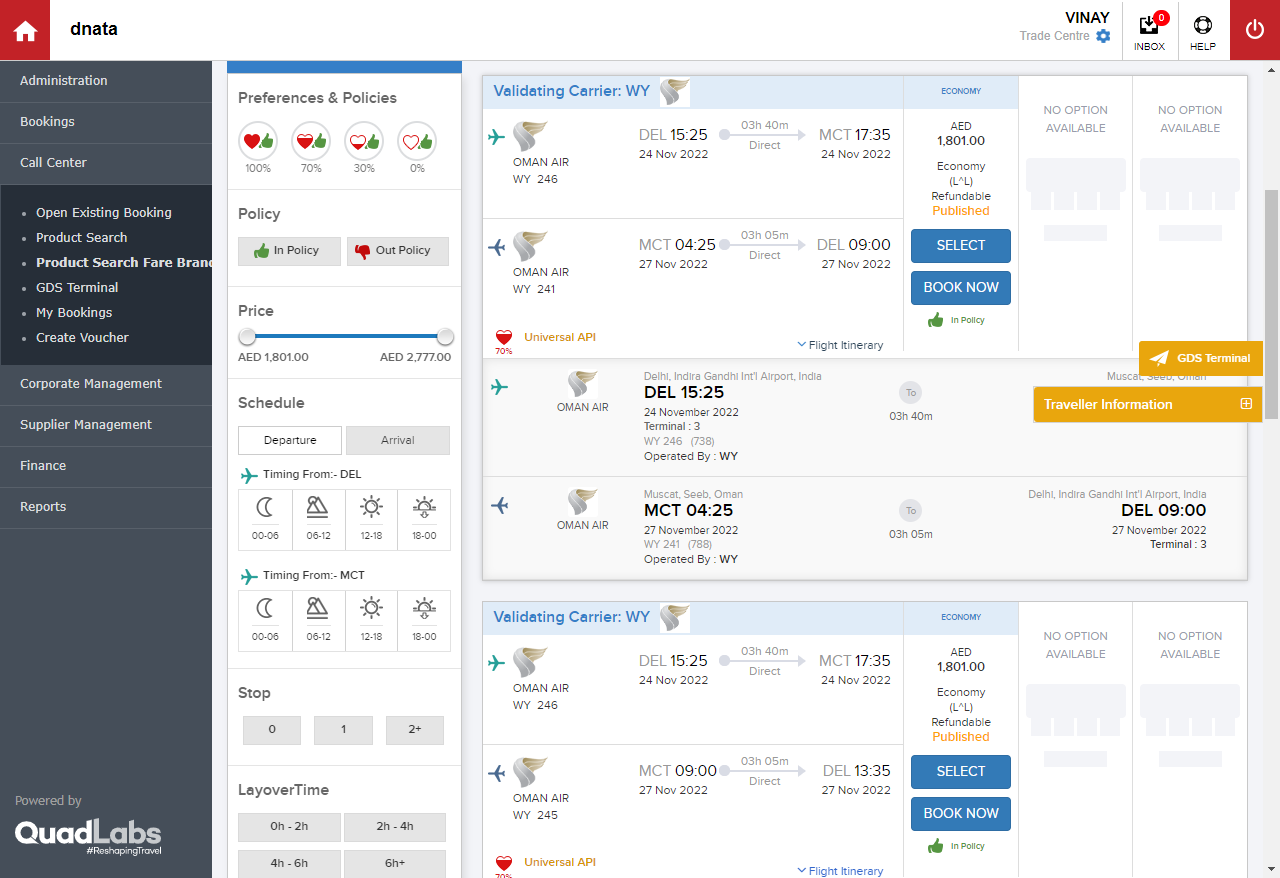 dnata
VINAY
Trade Centre
0
INBOX
HELP
Administration
Bookings
Call Center
Open Existing Booking
Product Search
Product Search Fare Brand
GDS Terminal
My Bookings
Create Voucher
Corporate Management
Supplier Management
Finance
Reports
Powered by
QuadLabs
#ReshapingTravel
Preferences & Policies
100% 70% 30% 0%
Policy
In Policy Out Policy
Price
AED 1,801.00 AED 2,777.00
Schedule
Departure Arrival
Timing From:- DEL
00-06 06-12 12-18 18-00
Timing From:- MCT
00-06 06-12 12-18 18-00
Stop
0 1 2+
LayoverTime
0h - 2h 2h - 4h
4h - 6h 6h+
Validating Carrier: WY
OMAN AIR
WY 246
DEL 15:25 03h 40m MCT 17:35
24 Nov 2022 Direct 24 Nov 2022
OMAN AIR
WY 241
MCT 04:25 03h 05m DEL 09:00
27 Nov 2022 Direct 27 Nov 2022
70%
Universal API
Flight Itinerary
ECONOMY
AED
1,801.00
Economy
(L^L)
Refundable
Published
SELECT
BOOK NOW
In Policy
NO OPTION
AVAILABLE
NO OPTION
AVAILABLE
GDS Terminal
Traveller Information
OMAN AIR
Delhi, Indira Gandhi Int'l Airport, India
DEL 15:25
24 November 2022
Terminal : 3
WY 246 (738)
Operated By : WY
To
03h 40m
Muscat, Seeb, Oman
OMAN AIR
Muscat, Seeb, Oman
MCT 04:25
27 November 2022
WY 241 (788)
Operated By : WY
To
03h 05m
Delhi, Indira Gandhi Int'l Airport, India
DEL 09:00
27 November 2022
Terminal : 3
Validating Carrier: WY
OMAN AIR
WY 246
DEL 15:25 03h 40m MCT 17:35
24 Nov 2022 Direct 24 Nov 2022
OMAN AIR
WY 245
MCT 09:00 03h 05m DEL 13:35
27 Nov 2022 Direct 27 Nov 2022
70%
Universal API
Flight Itinerary
ECONOMY
AED
1,801.00
Economy
(L^L)
Refundable
Published
SELECT
BOOK NOW
In Policy
NO OPTION
AVAILABLE
NO OPTION
AVAILABLE